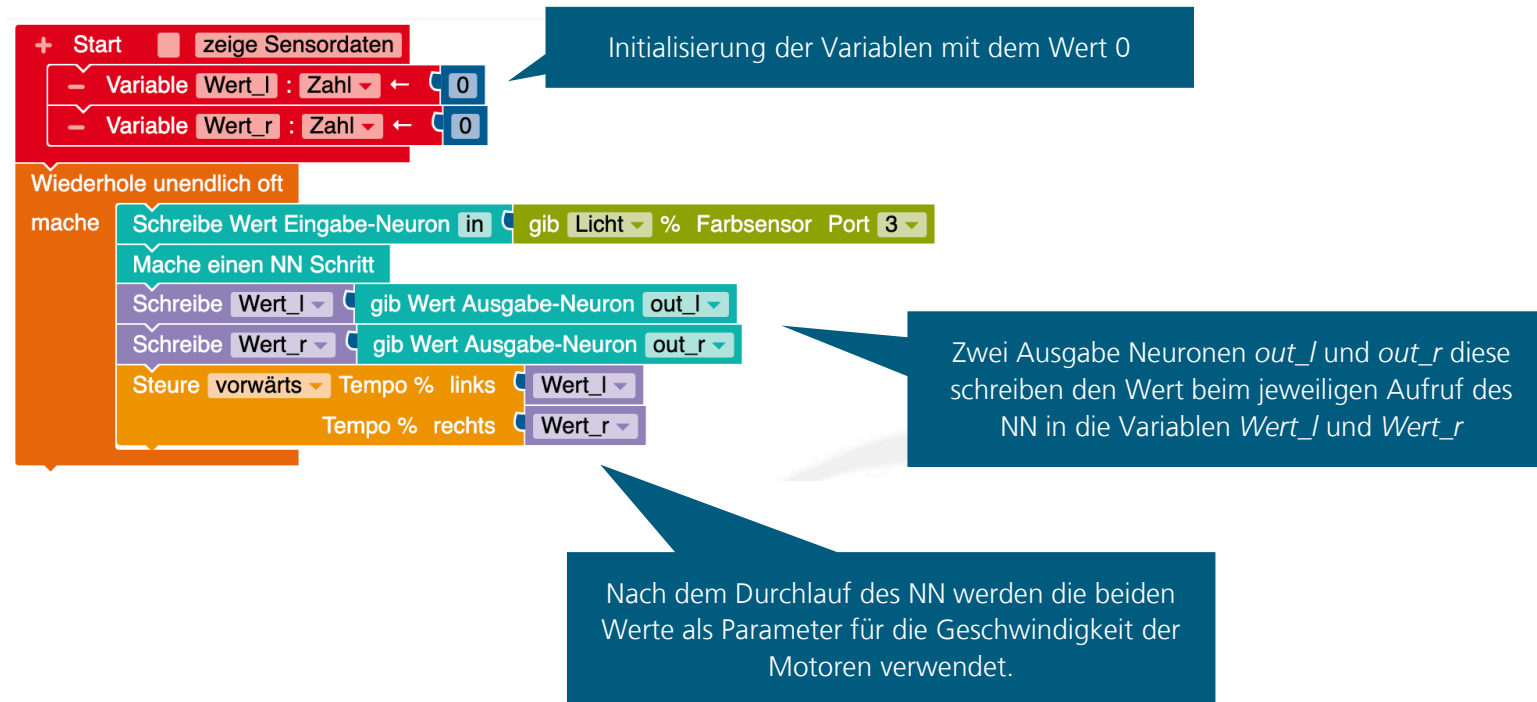 + Start zeige Sensordaten
Initialisierung der Variablen mit dem Wert 0
– Variable Wert_l : Zahl ← 0
– Variable Wert_r : Zahl ← 0
Wiederhole unendlich oft
mache
Schreibe Wert Eingabe-Neuron in gib Licht % Farbsensor Port 3
Mache einen NN Schritt
Schreibe Wert_l gib Wert Ausgabe-Neuron out_l
Schreibe Wert_r gib Wert Ausgabe-Neuron out_r
Steure vorwärts Tempo % links Wert_l
Tempo % rechts Wert_r
Zwei Ausgabe Neuronen out_l und out_r diese
schreiben den Wert beim jeweiligen Aufruf des
NN in die Variablen Wert_l und Wert_r
Nach dem Durchlauf des NN werden die beiden
Werte als Parameter für die Geschwindigkeit der
Motoren verwendet.